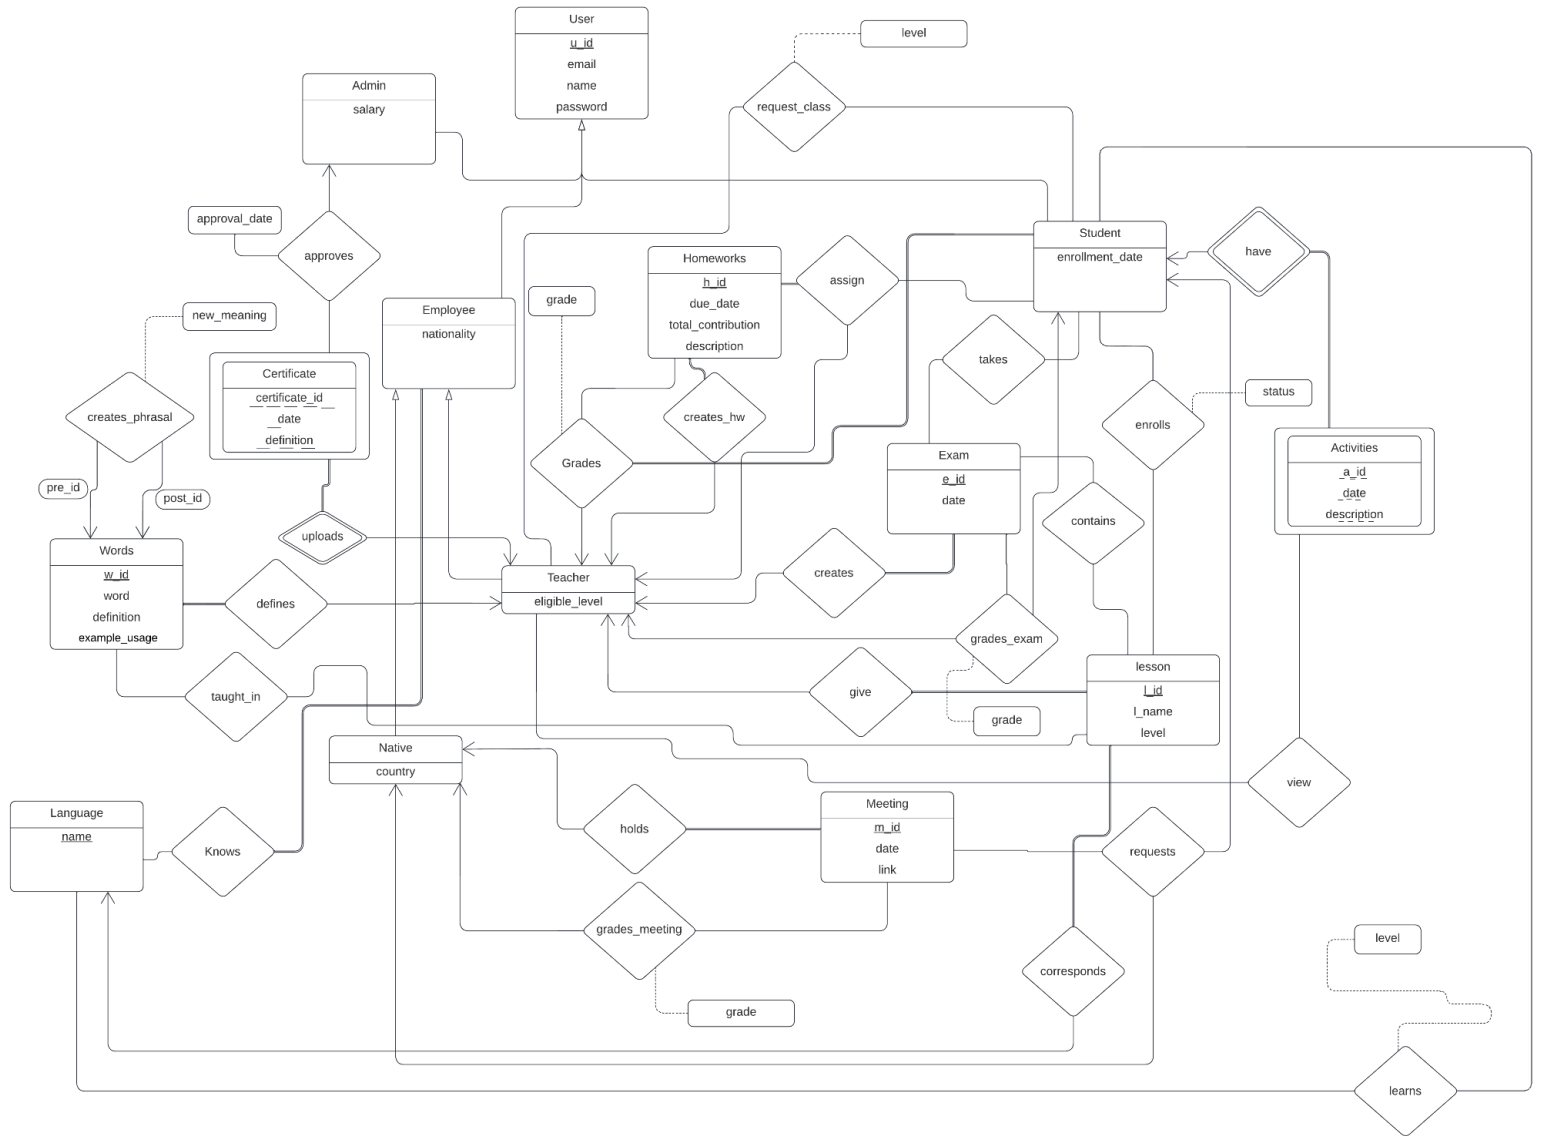 User
u_id
email
name
password
level
request_class
Admin
salary
approval_date
approves
Student
enrollment_date
have
Homeworks
h_id
due_date
total_contribution
description
assign
Employee
nationality
grade
new_meaning
takes
Certificate
certificate_id
date
definition
creates_phrasal
creates_hw
status
enrolls
Grades
Exam
e_id
date
Activities
a_id
date
description
pre_id
post_id
contains
uploads
Words
w_id
word
definition
example_usage
defines
Teacher
eligible_level
creates
grades_exam
lesson
l_id
l_name
level
taught_in
give
grade
Native
country
view
Language
name
Knows
holds
Meeting
m_id
date
link
requests
grades_meeting
level
corresponds
grade
learns